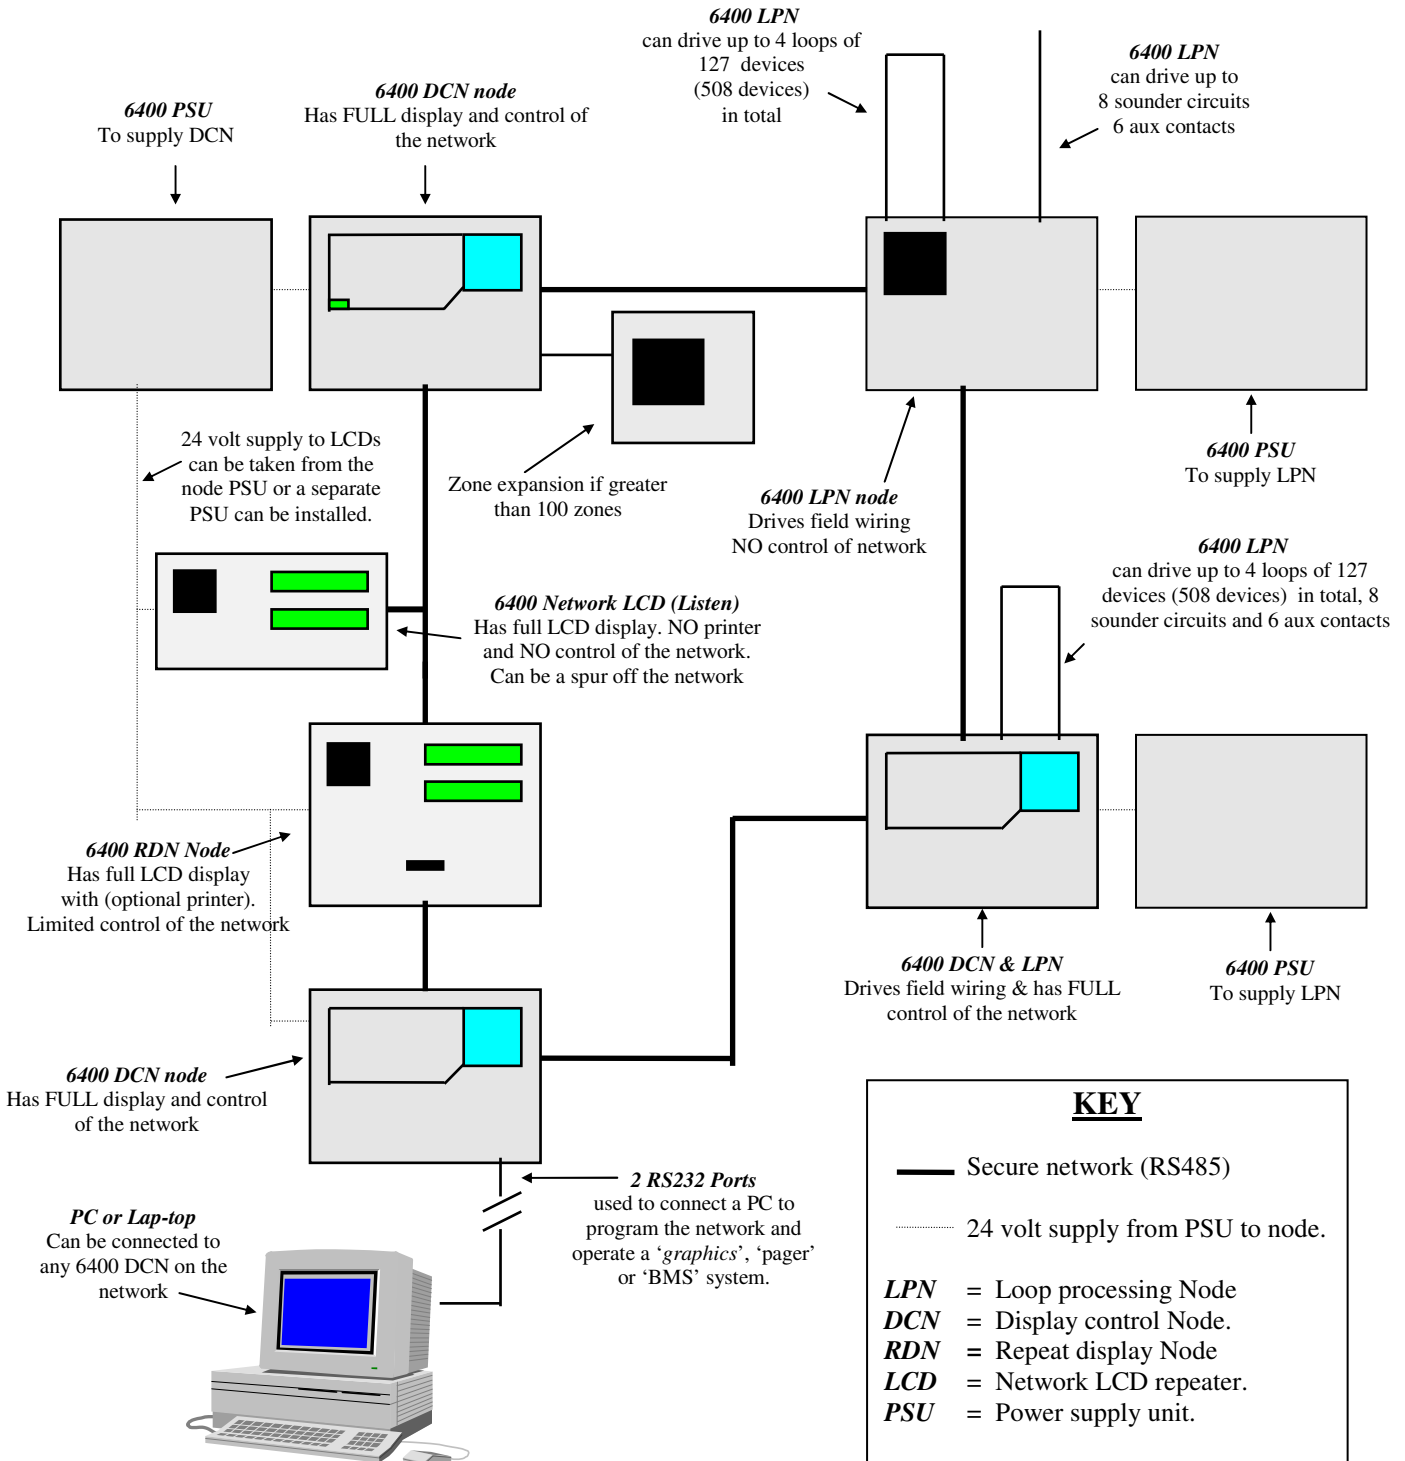 6400 LPN
can drive up to 4 loops of
127 devices
(508 devices)
in total
6400 LPN
can drive up to
8 sounder circuits
6 aux contacts
6400 DCN node
Has FULL display and control of
the network
6400 PSU
To supply DCN
24 volt supply to LCDs
can be taken from the
node PSU or a separate
PSU can be installed.
Zone expansion if greater
than 100 zones
6400 LPN node
Drives field wiring
NO control of network
6400 PSU
To supply LPN
6400 LPN
can drive up to 4 loops of 127
devices (508 devices) in total, 8
sounder circuits and 6 aux contacts
6400 Network LCD (Listen)
Has full LCD display. NO printer
and NO control of the network.
Can be a spur off the network
6400 RDN Node
Has full LCD display
with (optional printer).
Limited control of the network
6400 DCN & LPN
Drives field wiring & has FULL
control of the network
6400 PSU
To supply LPN
6400 DCN node
Has FULL display and control
of the network
2 RS232 Ports
used to connect a PC to
program the network and
operate a ‘graphics’, ‘pager’
or ‘BMS’ system.
PC or Lap-top
Can be connected to
any 6400 DCN on the
network
KEY
Secure network (RS485)
24 volt supply from PSU to node.
LPN = Loop processing Node
DCN = Display control Node.
RDN = Repeat display Node
LCD = Network LCD repeater.
PSU = Power supply unit.